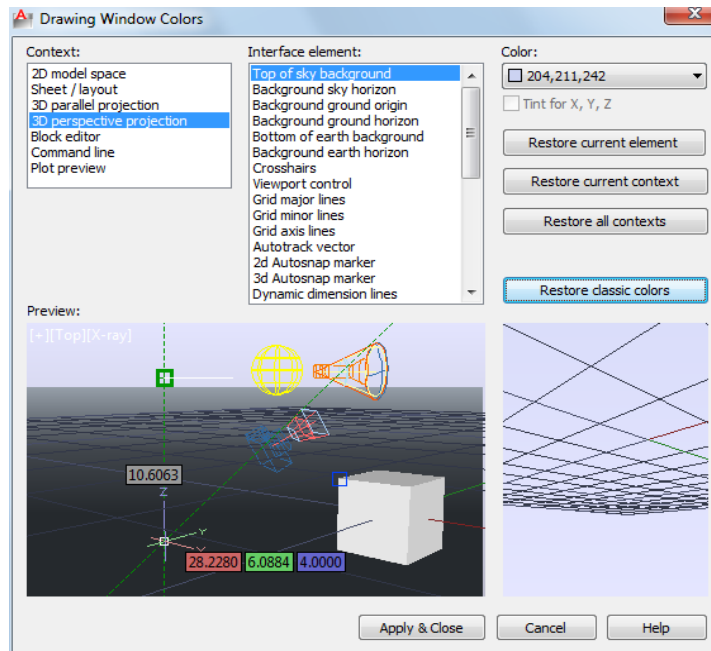 Drawing Window Colors
Context:
2D model space
Sheet / layout
3D parallel projection
3D perspective projection
Block editor
Command line
Plot preview
Interface element:
Top of sky background
Background sky horizon
Background ground origin
Background ground horizon
Bottom of earth background
Background earth horizon
Crosshairs
Viewport control
Grid major lines
Grid minor lines
Grid axis lines
Autotrack vector
2d Autosnap marker
3d Autosnap marker
Dynamic dimension lines
Color:
204,211,242
Tint for X, Y, Z
Restore current element
Restore current context
Restore all contexts
Restore classic colors
Preview:
[+][Top][X-ray]
10.6063
Z
Y
X
28.2280 6.0884 4.0000
Apply & Close Cancel Help